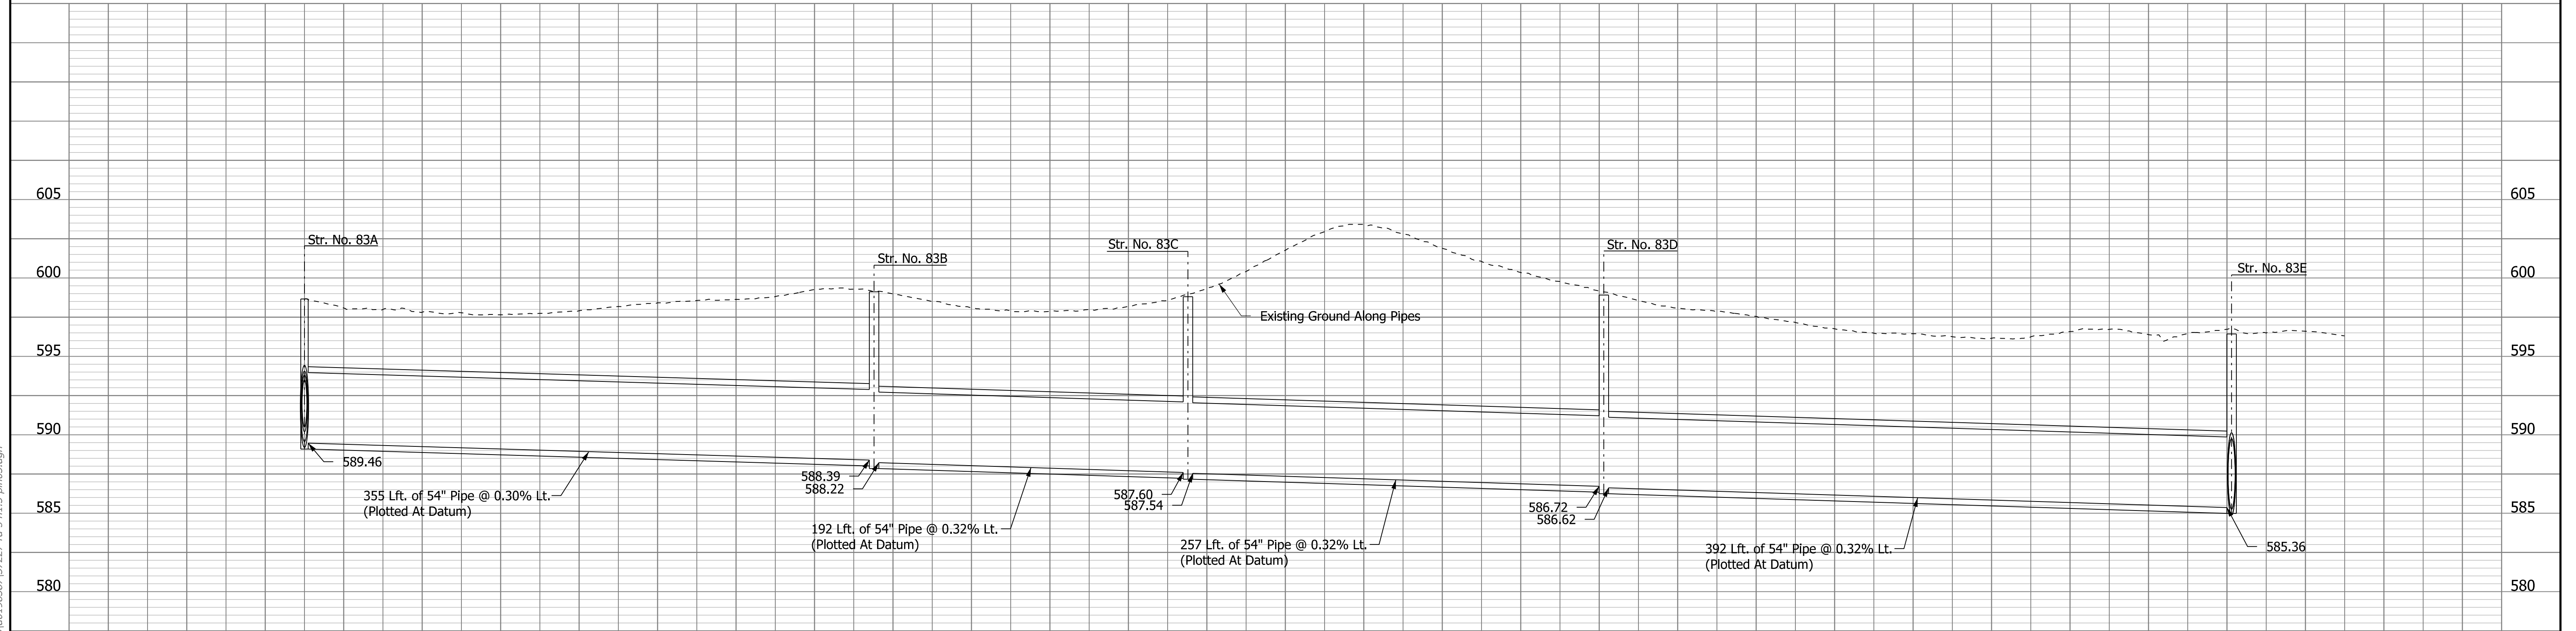 605
605
Str. No. 83A
Str. No. 83B
Str. No. 83C
Str. No. 83D
Str. No. 83E
600
600
Existing Ground Along Pipes
595
595
590
590
589.46
588.39
588.22
587.60
587.54
586.72
586.62
585.36
355 Lft. of 54" Pipe @ 0.30% Lt.
(Plotted At Datum)
585
585
192 Lft. of 54" Pipe @ 0.32% Lt.
(Plotted At Datum)
257 Lft. of 54" Pipe @ 0.32% Lt.
(Plotted At Datum)
392 Lft. of 54" Pipe @ 0.32% Lt.
(Plotted At Datum)
580
580